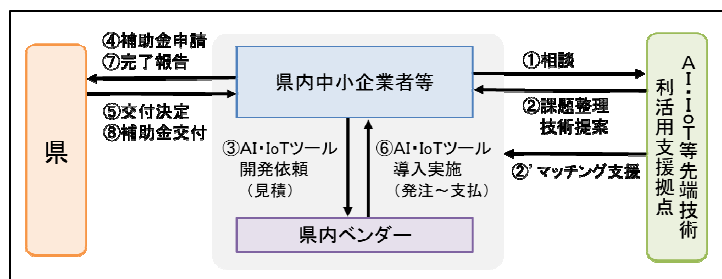 ④補助金申請
⑦完了報告
県内中小企業者等
①相談
②課題整理
技術提案
⑤交付決定
⑧補助金交付
県
③AI・IoTツール
開発依頼
（見積）
⑥AI・IoTツール
導入実施
（発注～支払）
②’マッチング支援
県内ベンダー
ＡＩ・ＩｏＴ等先端技術
利活用支援拠点